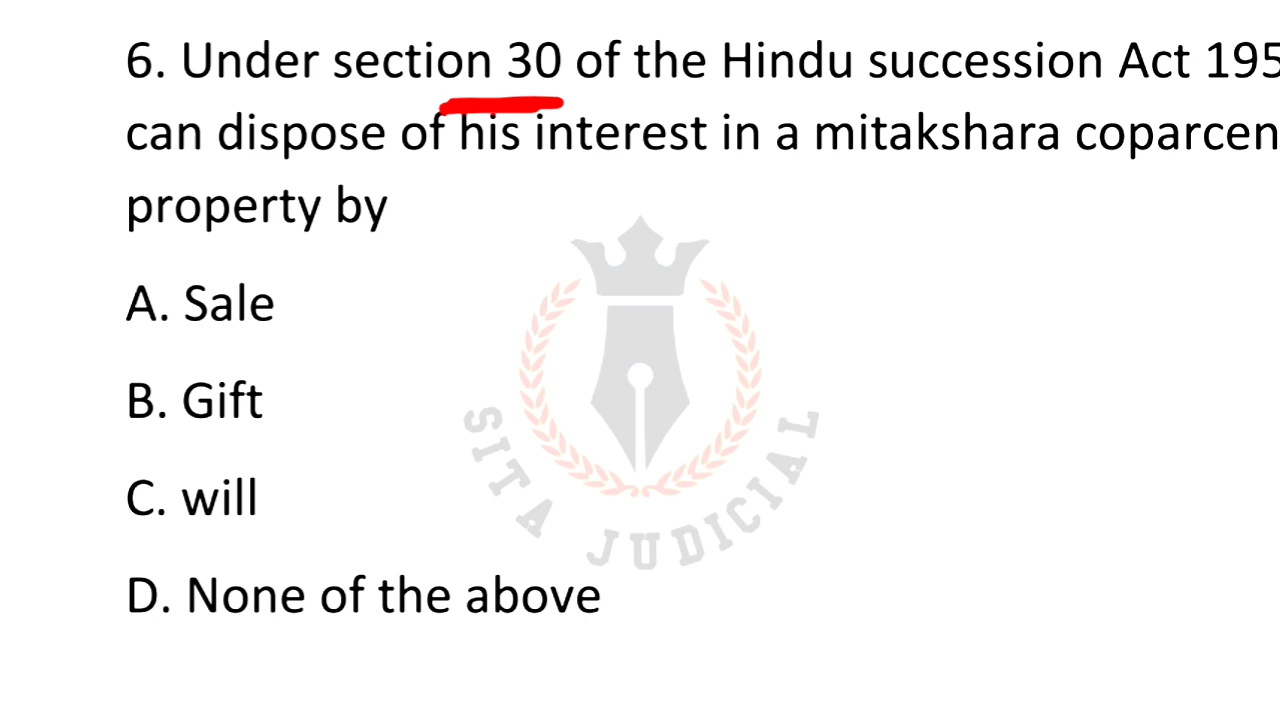 6. Under section 30 of the Hindu succession Act 195
can dispose of his interest in a mitakshara coparcen
property by
A. Sale
B. Gift
C. will
D. None of the above
SITA JUDICIAL